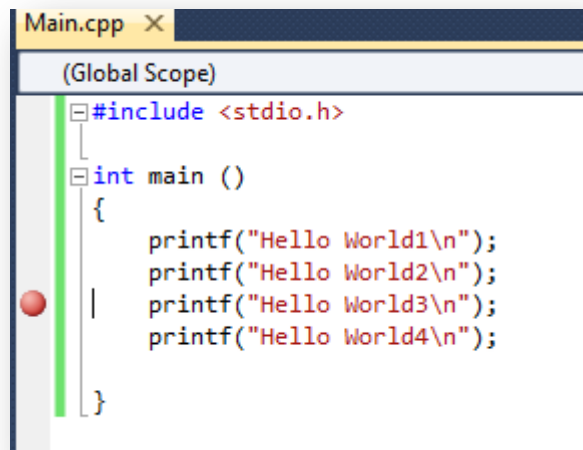 Main.cpp
(Global Scope)
#include <stdio.h>
int main ()
{
    printf("Hello World1\n");
    printf("Hello World2\n");
    printf("Hello World3\n");
    printf("Hello World4\n");
}